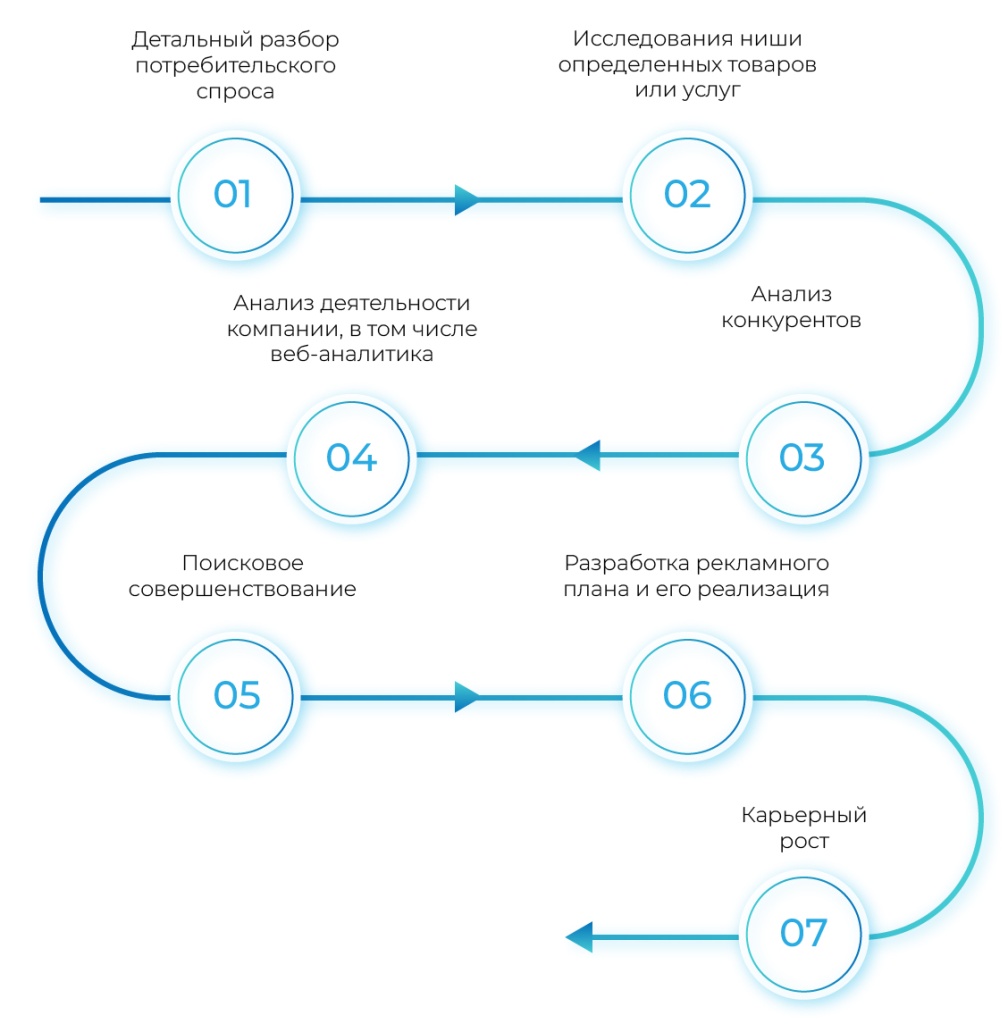 Детальный разбор
потребительского
спроса
01
Исследования ниши
определенных товаров
или услуг
02
Анализ
конкурентов
03
Анализ деятельности
компании, в том числе
веб-аналитика
04
Поисковое
совершенствование
05
Разработка рекламного
плана и его реализация
06
Карьерный
рост
07